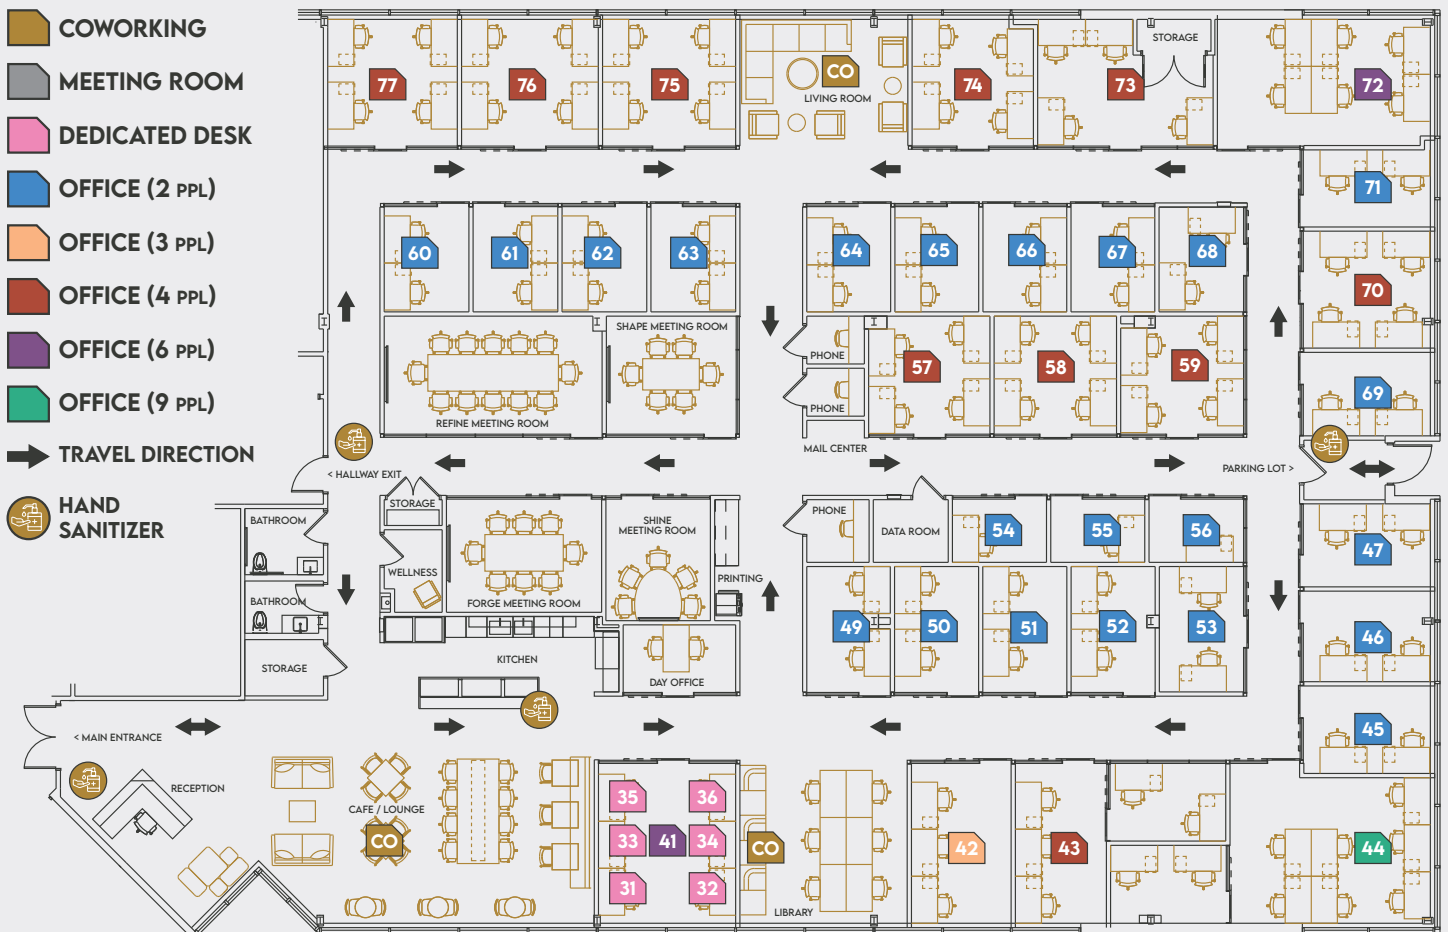 COWORKING
MEETING ROOM
DEDICATED DESK
OFFICE (2 PPL)
OFFICE (3 PPL)
OFFICE (4 PPL)
OFFICE (6 PPL)
OFFICE (9 PPL)
TRAVEL DIRECTION
HAND
SANITIZER
77
76
75
CO
LIVING ROOM
74
73
STORAGE
72
71
60
61
62
63
64
65
66
67
68
70
SHAPE MEETING ROOM
REFINE MEETING ROOM
PHONE
PHONE
57
58
59
69
MAIL CENTER
< HALLWAY EXIT
PARKING LOT >
STORAGE
BATHROOM
SHINE
MEETING ROOM
PHONE
DATA ROOM
54
55
56
47
WELLNESS
FORGE MEETING ROOM
PRINTING
BATHROOM
49
50
51
52
53
46
STORAGE
KITCHEN
DAY OFFICE
45
< MAIN ENTRANCE
RECEPTION
CAFE / LOUNGE
CO
35
36
33
41
34
31
32
CO
LIBRARY
42
43
44